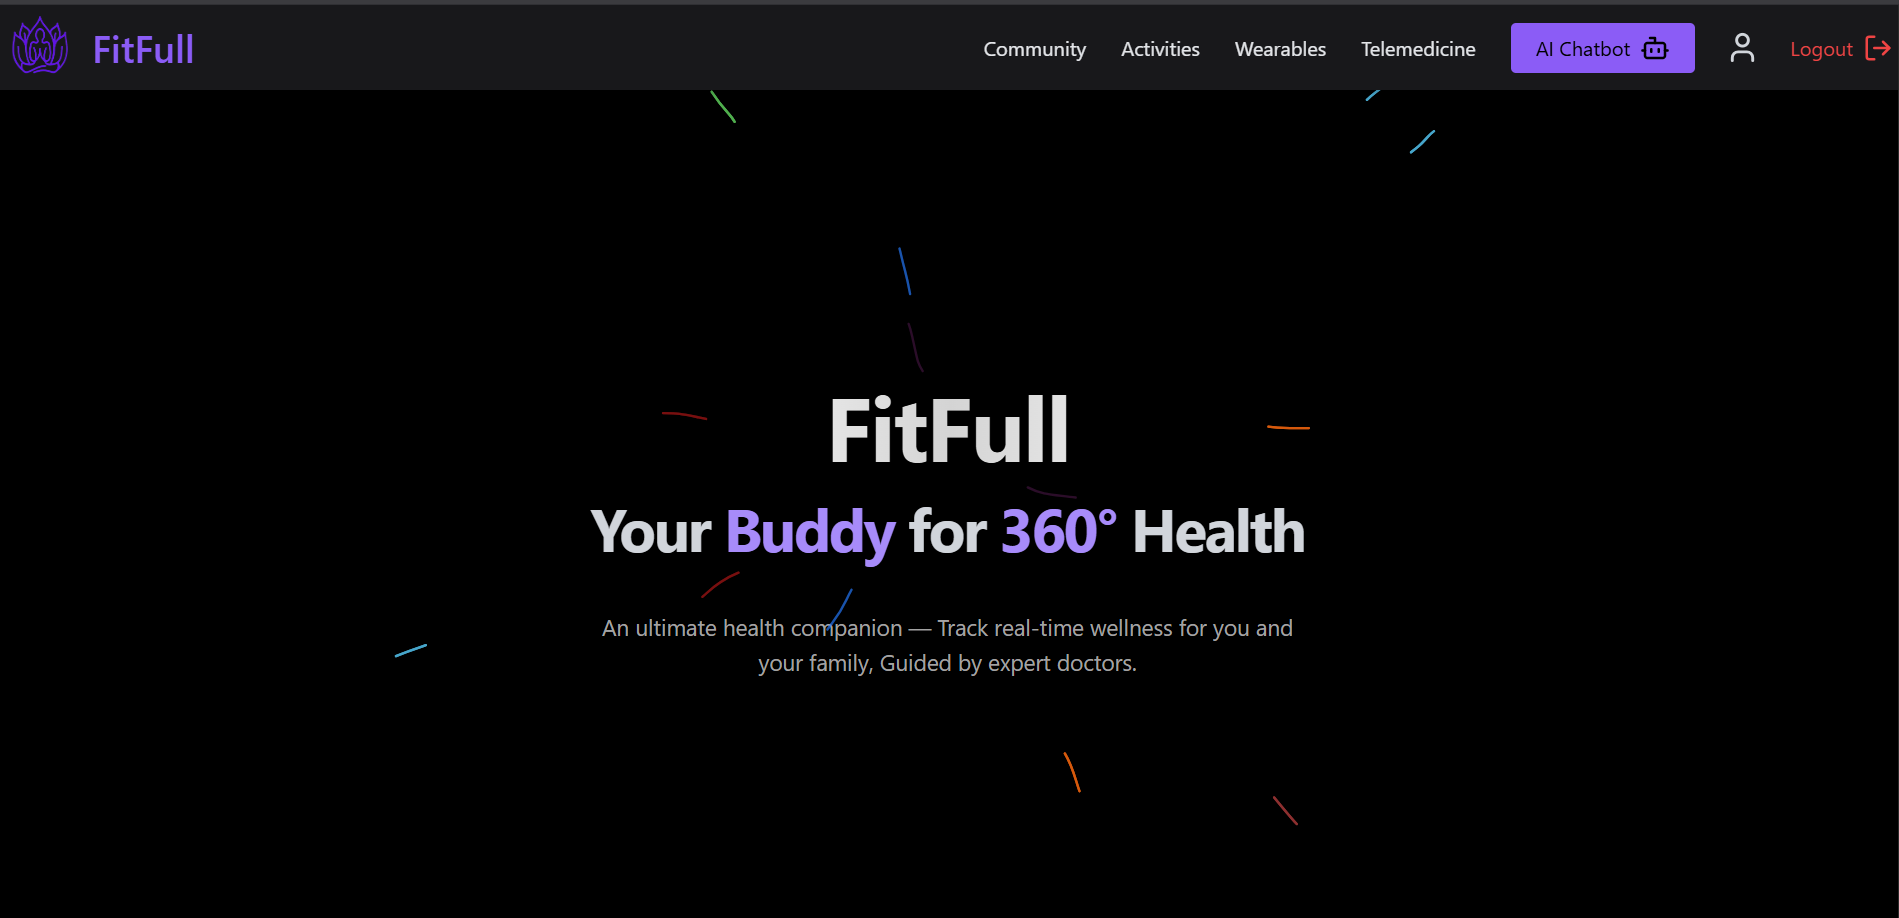 FitFull
Community
Activities
Wearables
Telemedicine
AI Chatbot
Logout
FitFull
Your Buddy for 360° Health
An ultimate health companion — Track real-time wellness for you and
your family, Guided by expert doctors.